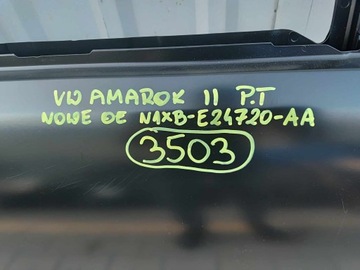 VW AMAROK II P.T
NOWE OE N1XB-E24720-AA
3503